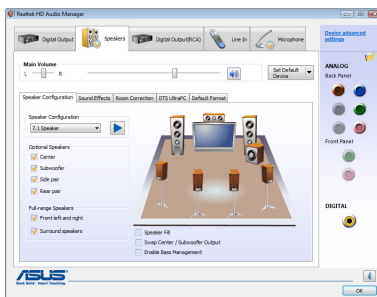 Realtek HD Audio Manager
Digital Output
Speakers
Digital Output(RCA)
Line In
Microphone
Device advanced
settings
Main Volume
L
R
Set Default
Device
ANALOG
Back Panel
Speaker Configuration
Sound Effects
Room Correction
DTS UltraPC
Default Format
Speaker Configuration
7.1 Speaker
Optional Speakers
Center
Subwoofer
Side pair
Rear pair
Full-range Speakers
Front left and right
Surround speakers
Speaker Fill
Swap Center / Subwoofer Output
Enable Bass Management
Front Panel
DIGITAL
ASUS
Rock Solid · Heart Touching
OK